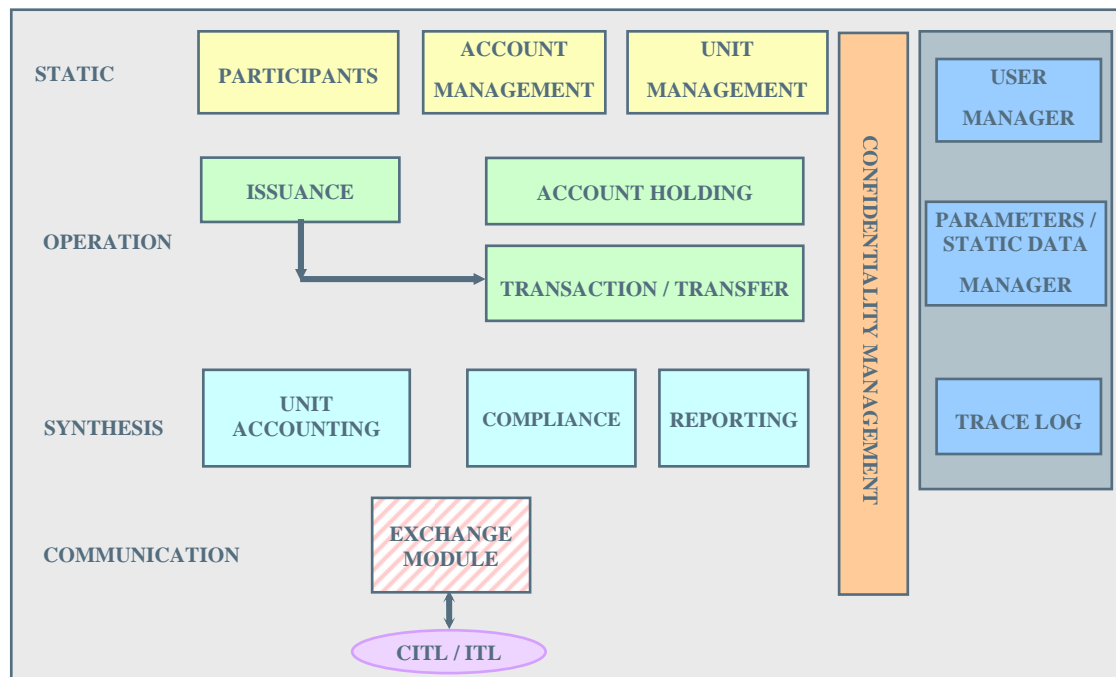 STATIC
PARTICIPANTS
ACCOUNT
MANAGEMENT
UNIT
MANAGEMENT
USER
MANAGER
CONFIDENTIALITY MANAGEMENT
OPERATION
ISSUANCE
ACCOUNT HOLDING
TRANSACTION / TRANSFER
PARAMETERS /
STATIC DATA
MANAGER
SYNTHESIS
UNIT
ACCOUNTING
COMPLIANCE
REPORTING
TRACE LOG
COMMUNICATION
EXCHANGE
MODULE
CITL / ITL